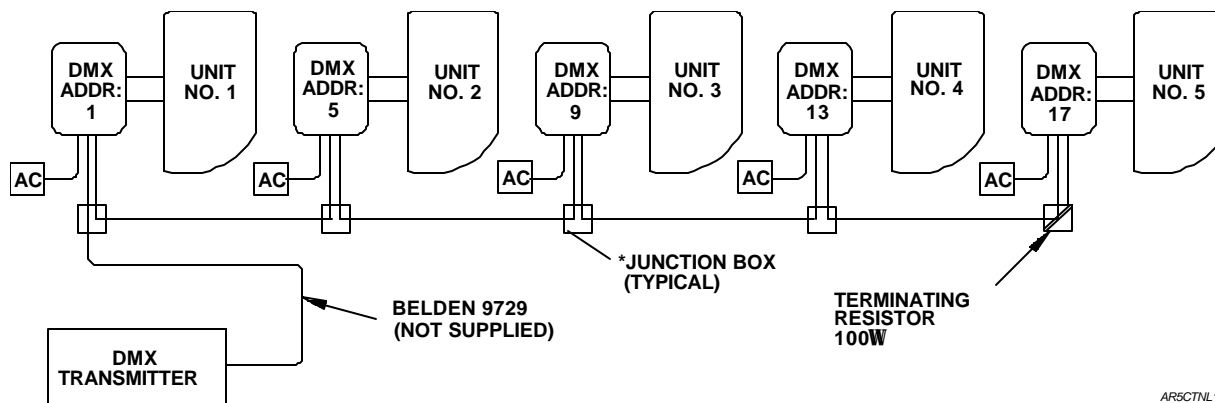 DMX
ADDR:
1
UNIT
NO. 1
DMX
ADDR:
5
UNIT
NO. 2
DMX
ADDR:
9
UNIT
NO. 3
DMX
ADDR:
13
UNIT
NO. 4
DMX
ADDR:
17
UNIT
NO. 5
AC
AC
AC
AC
AC
*JUNCTION BOX
(TYPICAL)
BELDEN 9729
(NOT SUPPLIED)
TERMINATING
RESISTOR
100W
DMX
TRANSMITTER